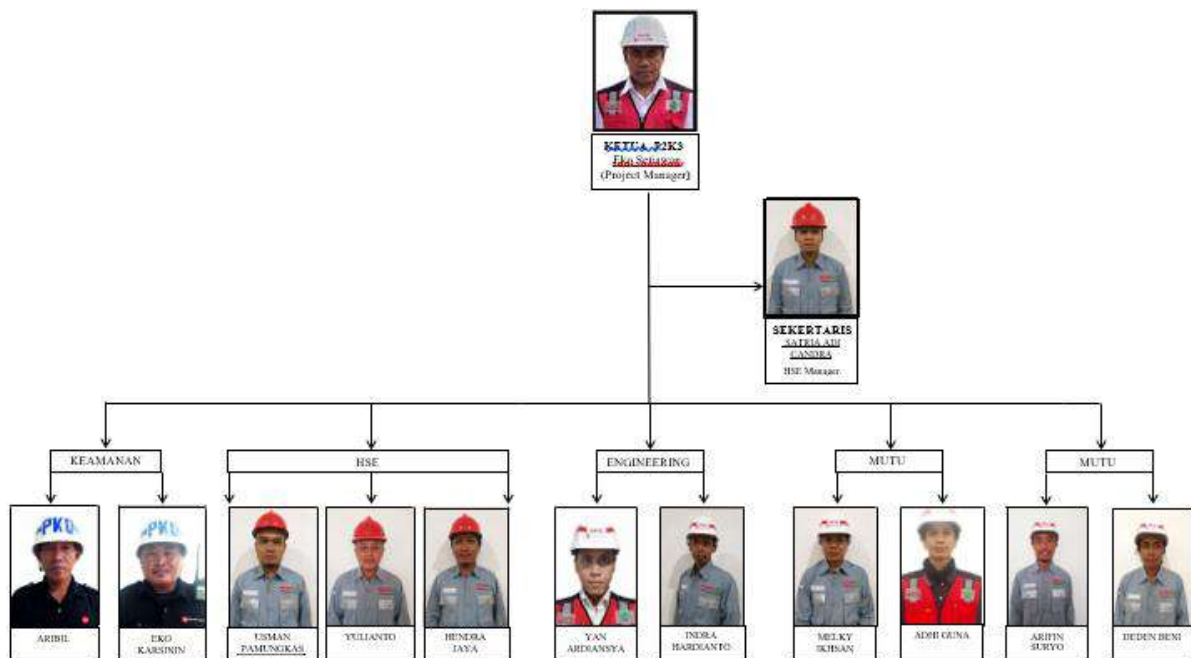 KETUA P2K3
Eko Setiawan
(Project Manager)
SEKERTARIS
SATRIA ADI
CANDRA
HSE Manager
KEAMANAN
HSE
ENGINEERING
MUTU
MUTU
ARIBIL
EKO
KARSININ
USMAN
PAMUNGKAS
YULIANTO
HENDRA
JAYA
YAN
ARDIANSYA
INDRA
HARDIANTO
MELKY
IKHSAN
ADHI GUNA
ARIFIN
SURYO
DEDEN BENI